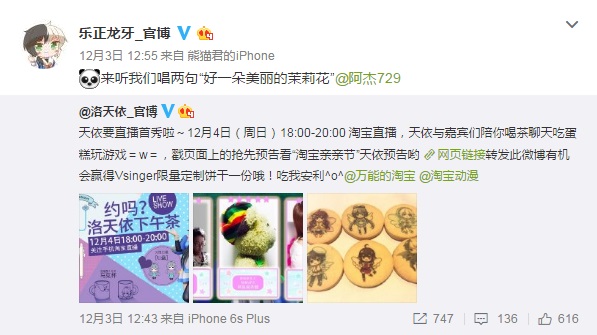 乐正龙牙_官博
12月3日 12:55 来自 熊猫君的iPhone
来听我们唱两句“好一朵美丽的茉莉花”@阿杰729
@洛天依_官博
天依要直播首秀啦～12月4日（周日）18:00-20:00 淘宝直播，天依与嘉宾们陪你喝茶聊天吃蛋
糕玩游戏＝w＝，戳页面上的抢先预告看“淘宝亲亲节”天依预告哟 网页链接转发此微博有机
会赢得Vsinger限量定制饼干一份哦！吃我安利^o^@万能的淘宝 @淘宝动漫
约吗？
LIVE SHOW
洛天依下午茶
12月4日18:00-20:00
12月3日 12:43 来自 iPhone 6s Plus
747
136
616